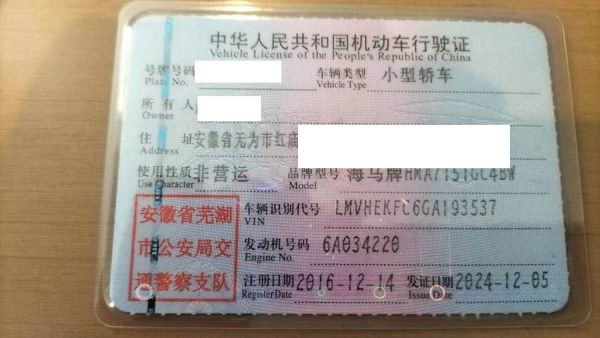 中华人民共和国机动车行驶证
Vehicle License of the People's Republic of China
号牌号码
Plate No.
车辆类型 小型轿车
Vehicle Type
所有人
Owner
住址 安徽省无为市红庙
Address
使用性质 非营运
Use Character
品牌型号 海马牌HMA7151GC4BW
Model
车辆识别代号 LMVHEKFC6GA193537
VIN
发动机号码 6A034220
Engine No.
注册日期 2016-12-14
Register Date
发证日期 2024-12-05
Issue Date
安徽省芜湖
市公安局交
通警察支队